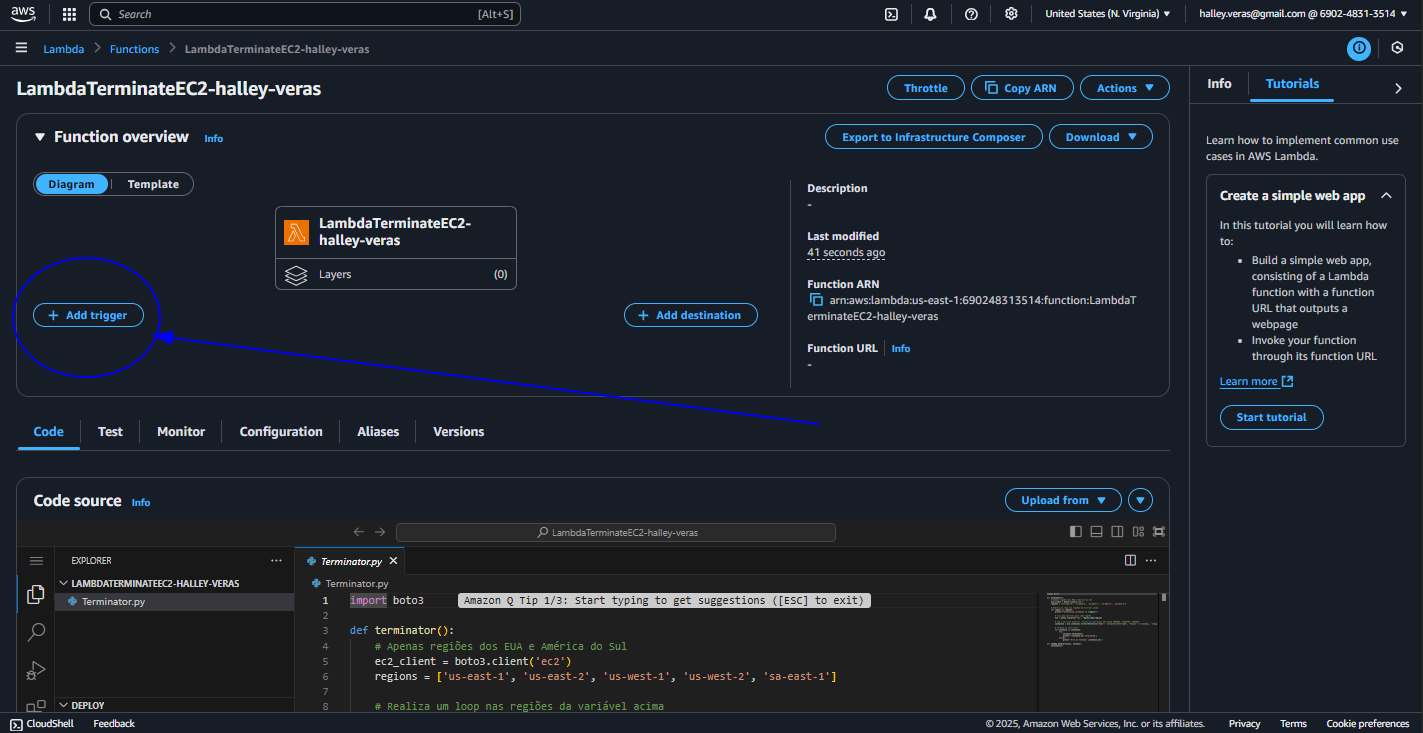 aws
Search
[Alt+S]
United States (N. Virginia)
halley.veras@gmail.com @ 6902-4831-3514
Lambda
Functions
LambdaTerminateEC2-halley-veras
LambdaTerminateEC2-halley-veras
Throttle
Copy ARN
Actions
Function overview
Info
Export to Infrastructure Composer
Download
Diagram
Template
LambdaTerminateEC2-
halley-veras
Layers
(0)
+ Add trigger
+ Add destination
Description
-
Last modified
41 seconds ago
Function ARN
arn:aws:lambda:us-east-1:690248313514:function:LambdaT
erminateEC2-halley-veras
Function URL
Info
-
Code
Test
Monitor
Configuration
Aliases
Versions
Code source
Info
Upload from
LambdaTerminateEC2-halley-veras
EXPLORER
LAMBDATERMINATEEC2-HALLEY-VERAS
Terminator.py
DEPLOY
Terminator.py
Terminator.py
1 import boto3
Amazon Q Tip 1/3: Start typing to get suggestions ([ESC] to exit)
2
3 def terminator():
4 # Apenas regiões dos EUA e América do Sul
5 ec2_client = boto3.client('ec2')
6 regions = ['us-east-1', 'us-east-2', 'us-west-1', 'us-west-2', 'sa-east-1']
7
8 # Realiza um loop nas regiões da variável acima
Info
Tutorials
Learn how to implement common use
cases in AWS Lambda.
Create a simple web app
In this tutorial you will learn how
to:
• Build a simple web app,
consisting of a Lambda
function with a function
URL that outputs a
webpage
• Invoke your function
through its function URL
Learn more
Start tutorial
CloudShell
Feedback
© 2025, Amazon Web Services, Inc. or its affiliates.
Privacy
Terms
Cookie preferences